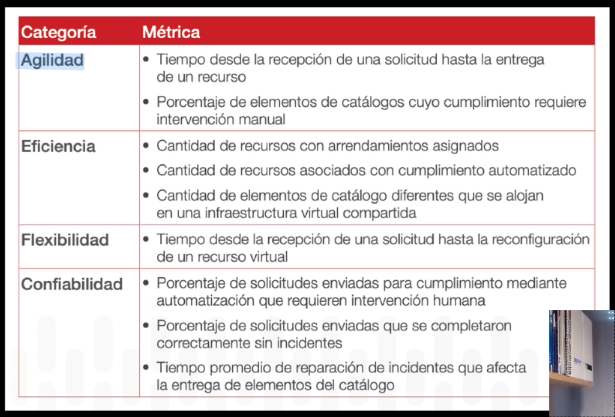 Categoría Métrica
Agilidad • Tiempo desde la recepción de una solicitud hasta la entrega
de un recurso
• Porcentaje de elementos de catálogos cuyo cumplimiento requiere
intervención manual
Eficiencia • Cantidad de recursos con arrendamientos asignados
• Cantidad de recursos asociados con cumplimiento automatizado
• Cantidad de elementos de catálogo diferentes que se alojan
en una infraestructura virtual compartida
Flexibilidad • Tiempo desde la recepción de una solicitud hasta la reconfiguración
de un recurso virtual
Confiabilidad • Porcentaje de solicitudes enviadas para cumplimiento mediante
automatización que requieren intervención humana
• Porcentaje de solicitudes enviadas que se completaron
correctamente sin incidentes
• Tiempo promedio de reparación de incidentes que afecta
la entrega de elementos del catálogo